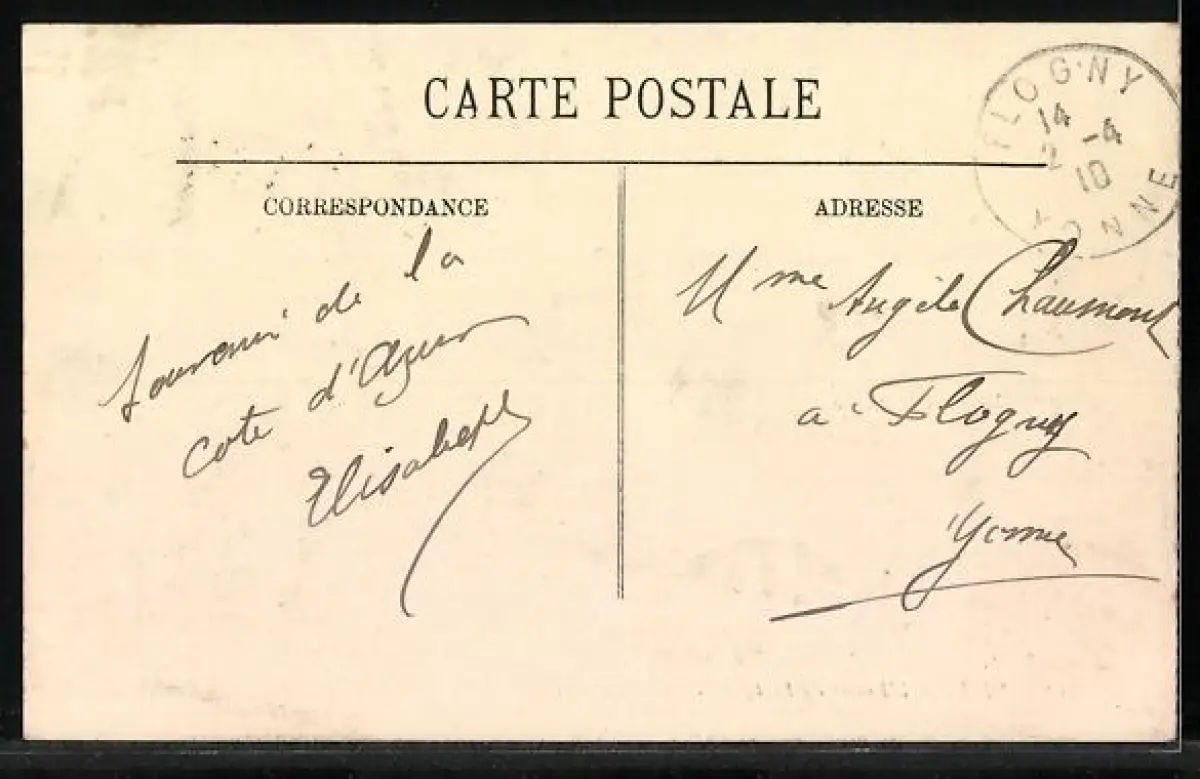 CARTE POSTALE
FLOGNY
14
2 -4
10
YONNE
CORRESPONDANCE
ADRESSE
Souvenir de la
cote d'Azur
Elisabeth
Mme Angèle Chaumont
a Flogny
Yonne